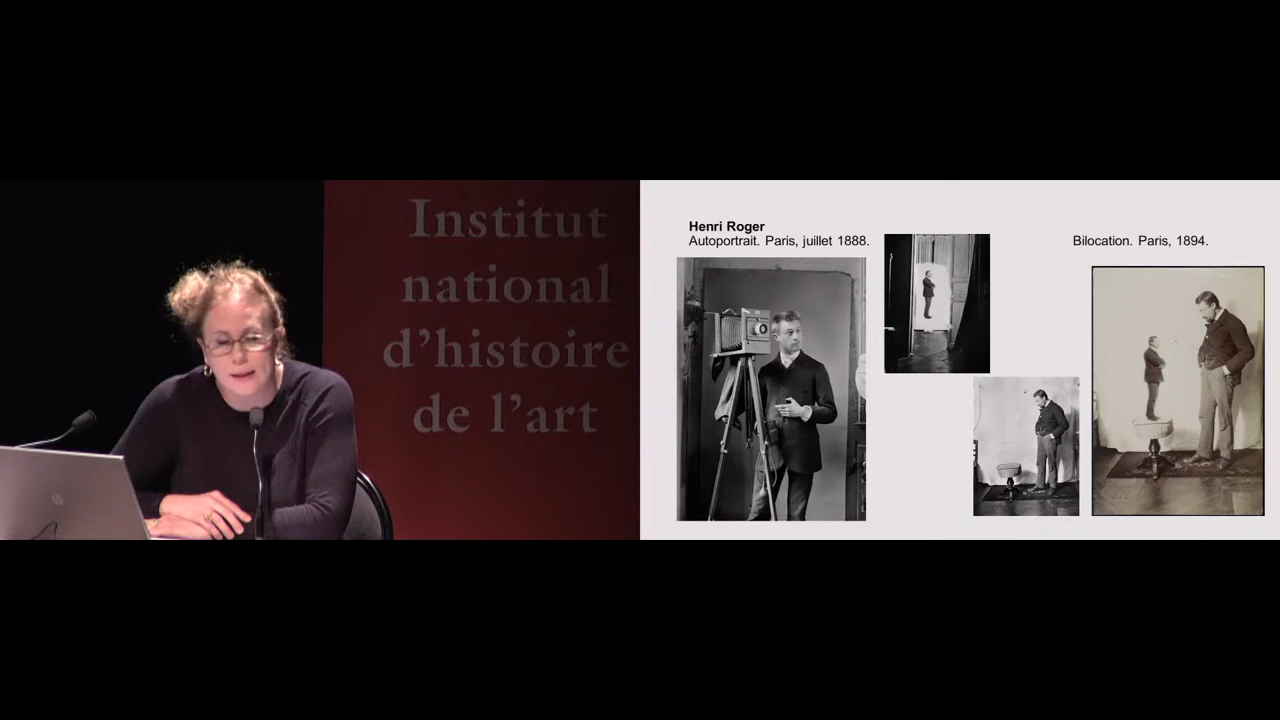 Institut
national
d'histoire
de l'art
Henri Roger
Autoportrait. Paris, juillet 1888.
Bilocation. Paris, 1894.